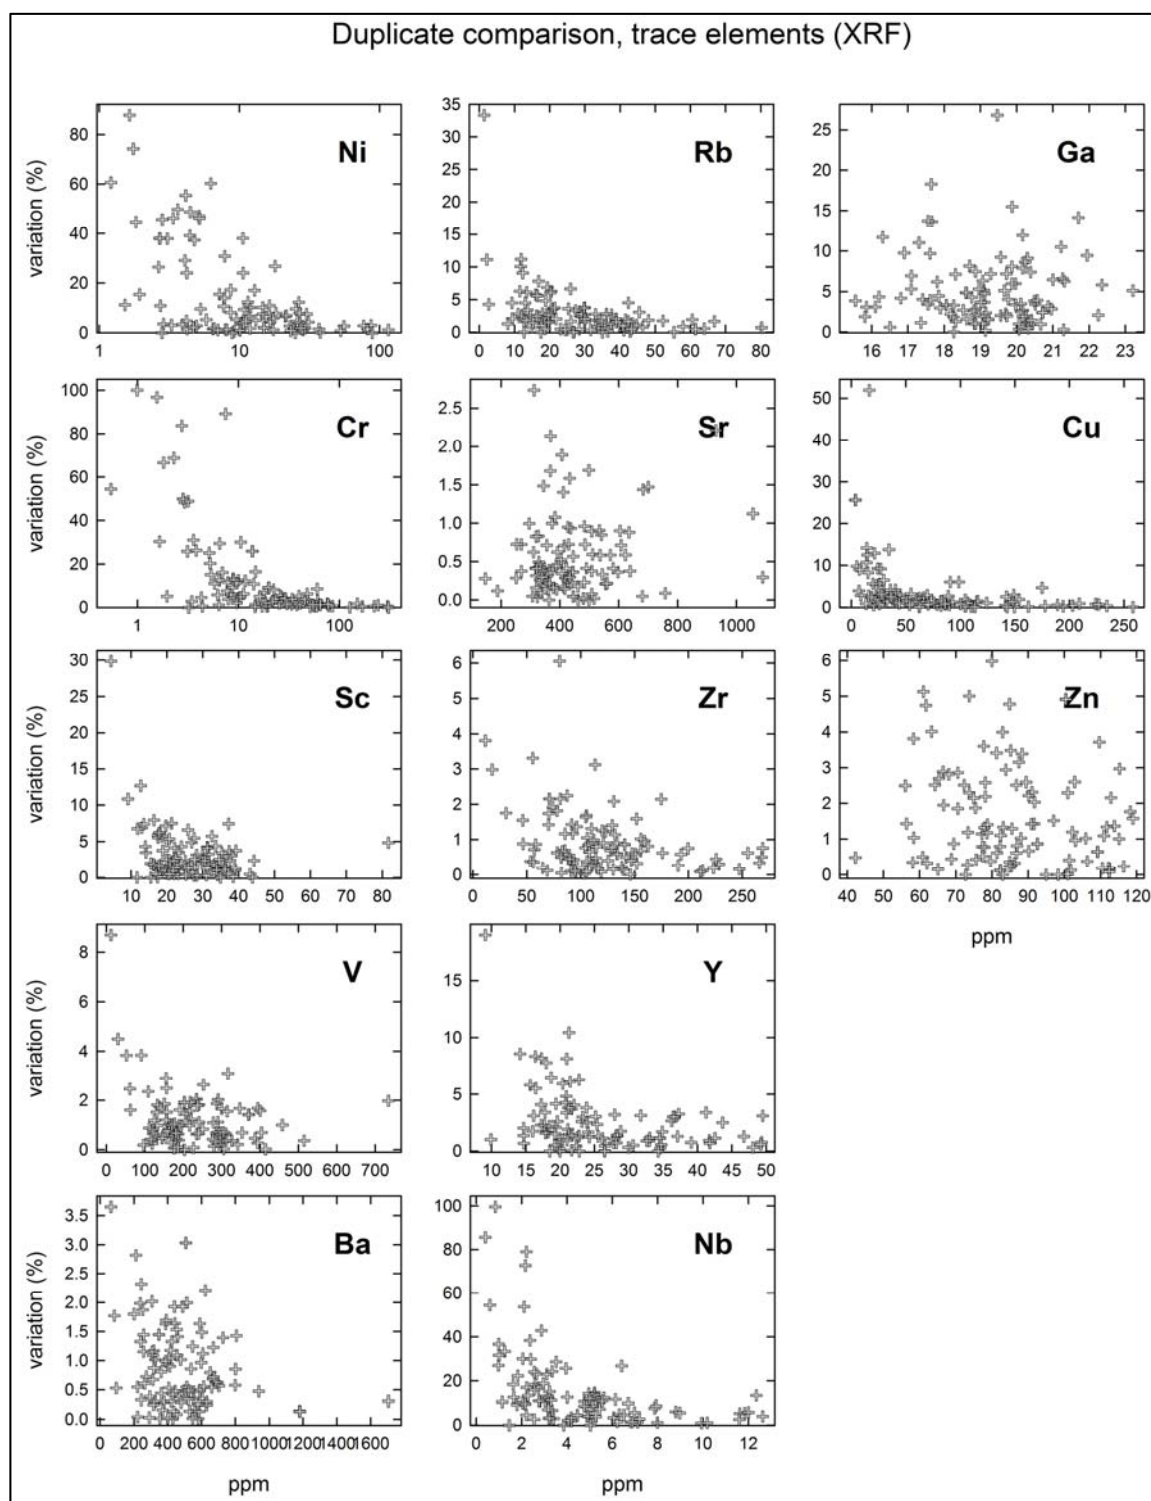 Duplicate comparison, trace elements (XRF)
variation (%)
80
60
40
20
0
Ni
1
10
100
35
30
25
20
15
10
5
0
Rb
0 10 20 30 40 50 60 70 80
25
20
15
10
5
0
Ga
16 17 18 19 20 21 22 23
variation (%)
100
80
60
40
20
0
Cr
1
10
100
2.5
2.0
1.5
1.0
0.5
0.0
Sr
200 400 600 800 1000
50
40
30
20
10
0
Cu
0 50 100 150 200 250
variation (%)
30
25
20
15
10
5
0
Sc
10 20 30 40 50 60 70 80
6
4
3
2
1
0
Zr
0 50 100 150 200 250
6
5
4
3
2
1
0
Zn
40 50 60 70 80 90 100 110 120
ppm
variation (%)
8
6
4
2
0
V
0 100 200 300 400 500 600 700
15
10
5
0
Y
10 15 20 25 30 35 40 45 50
variation (%)
3.5
3.0
2.5
2.0
1.5
1.0
0.5
0.0
Ba
0 200 400 600 800 1000 1200 1400 1600
ppm
100
80
60
40
20
0
Nb
0 2 4 6 8 10 12
ppm